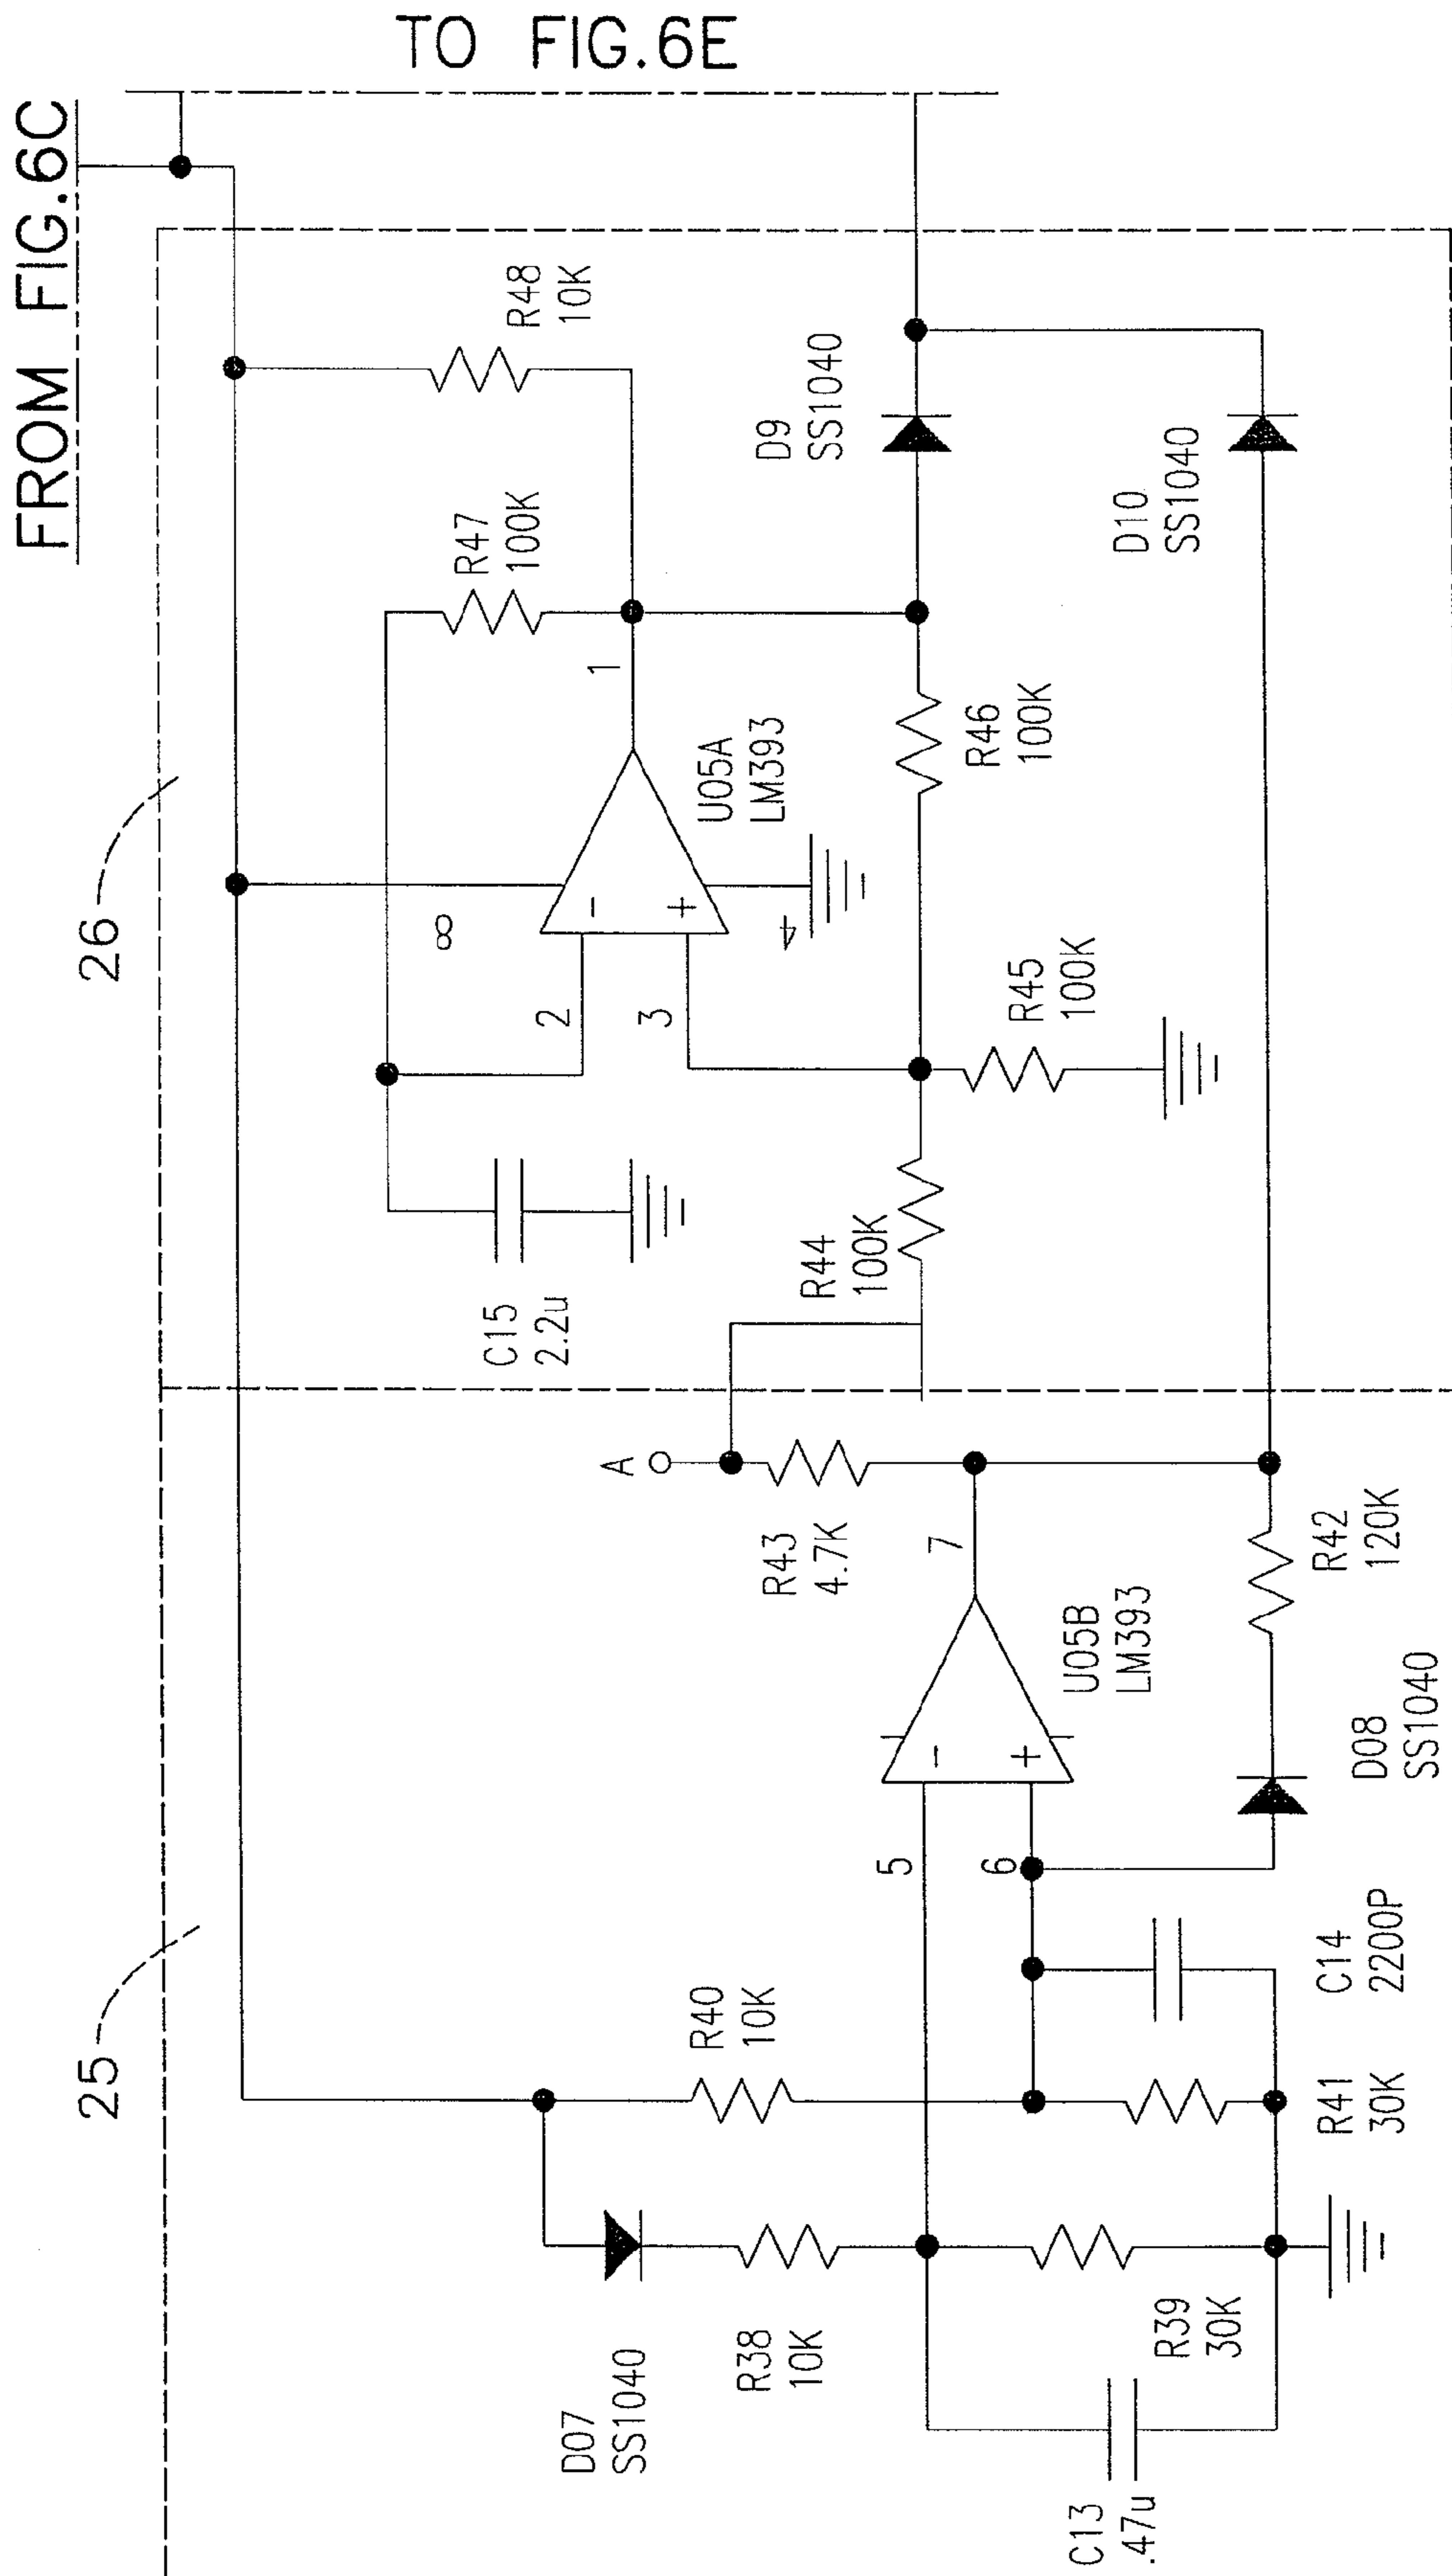 TO FIG.6E
FROM FIG.6C
26
25
R48
10K
R47
100K
D9
SS1040
D10
SS1040
1
8
U05A
LM393
4
2
3
R46
100K
R45
100K
C15
2.2u
R44
100K
A
R43
4.7K
7
U05B
LM393
R42
120K
D08
SS1040
5
6
R40
10K
C14
2200P
R41
30K
D07
SS1040
R38
10K
R39
30K
C13
.47u